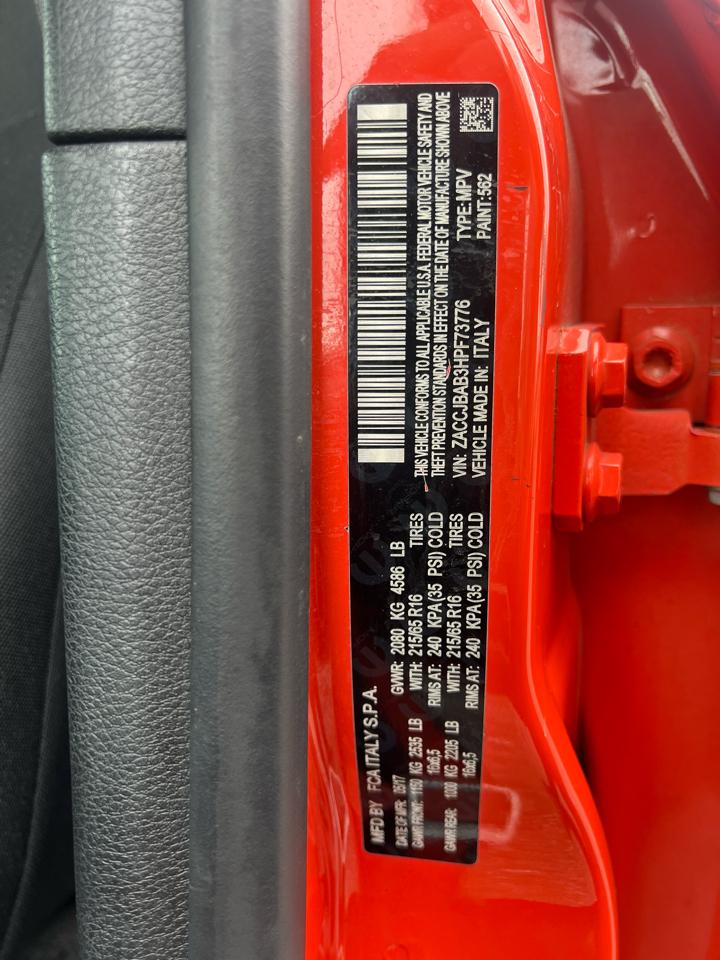 MFD BY FCA ITALY S.P.A.
DATE OF MFR: 05/17 GVWR: 2080 KG 4586 LB
GAWR FRONT: 1150 KG 2535 LB WITH: 215/65 R16 TIRES
16x6,5 RIMS AT: 240 KPA(35 PSI) COLD
GAWR REAR: 1000 KG 2205 LB WITH: 215/65 R16 TIRES
16x6,5 RIMS AT: 240 KPA(35 PSI) COLD
THIS VEHICLE CONFORMS TO ALL APPLICABLE U.S.A. FEDERAL MOTOR VEHICLE SAFETY AND
THEFT PREVENTION STANDARDS IN EFFECT ON THE DATE OF MANUFACTURE SHOWN ABOVE
VIN: ZACCJBAB3HPF73776 TYPE: MPV
VEHICLE MADE IN: ITALY PAINT: 562